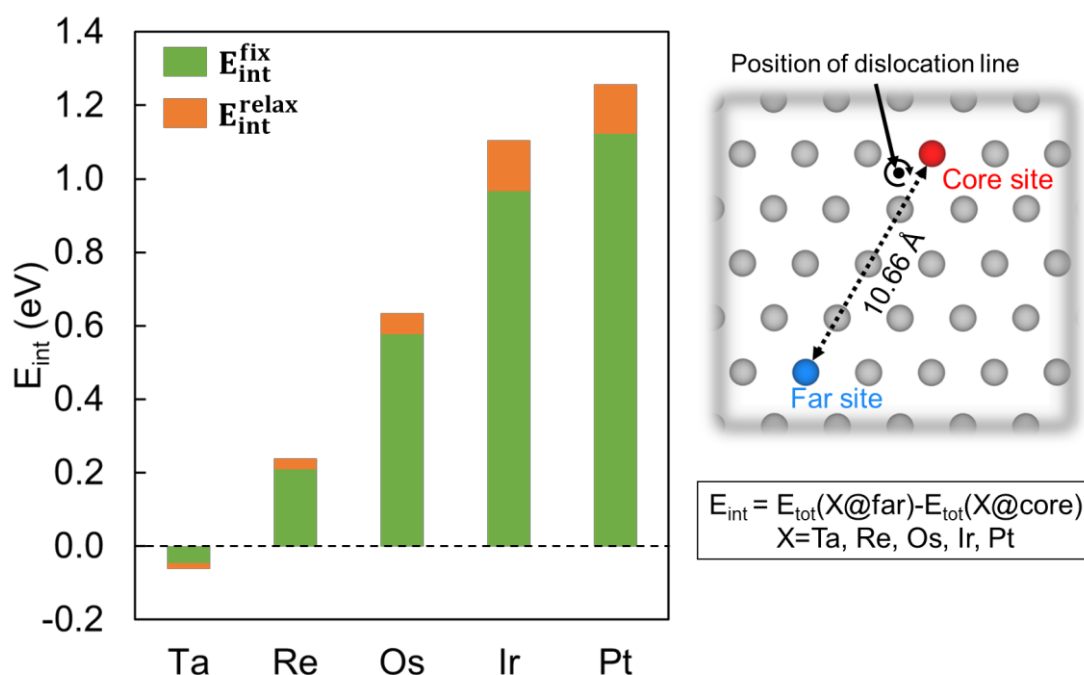 1.4
1.2
1.0
0.8
0.6
0.4
0.2
0.0
-0.2
E_int (eV)
E_int^fix
E_int^relax
Ta Re Os Ir Pt
Position of dislocation line
Core site
10.66 Å
Far site
E_int = E_tot(X@far)-E_tot(X@core)
X=Ta, Re, Os, Ir, Pt